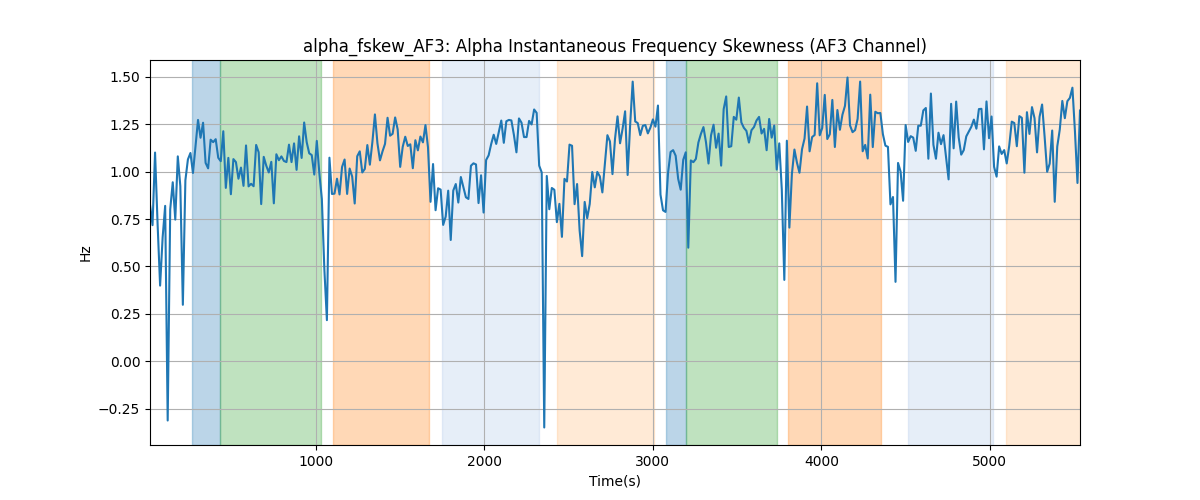 alpha_fskew_AF3: Alpha Instantaneous Frequency Skewness (AF3 Channel)
1.50
1.25
1.00
0.75
0.50
0.25
0.00
−0.25
Hz
1000 2000 3000 4000 5000
Time(s)